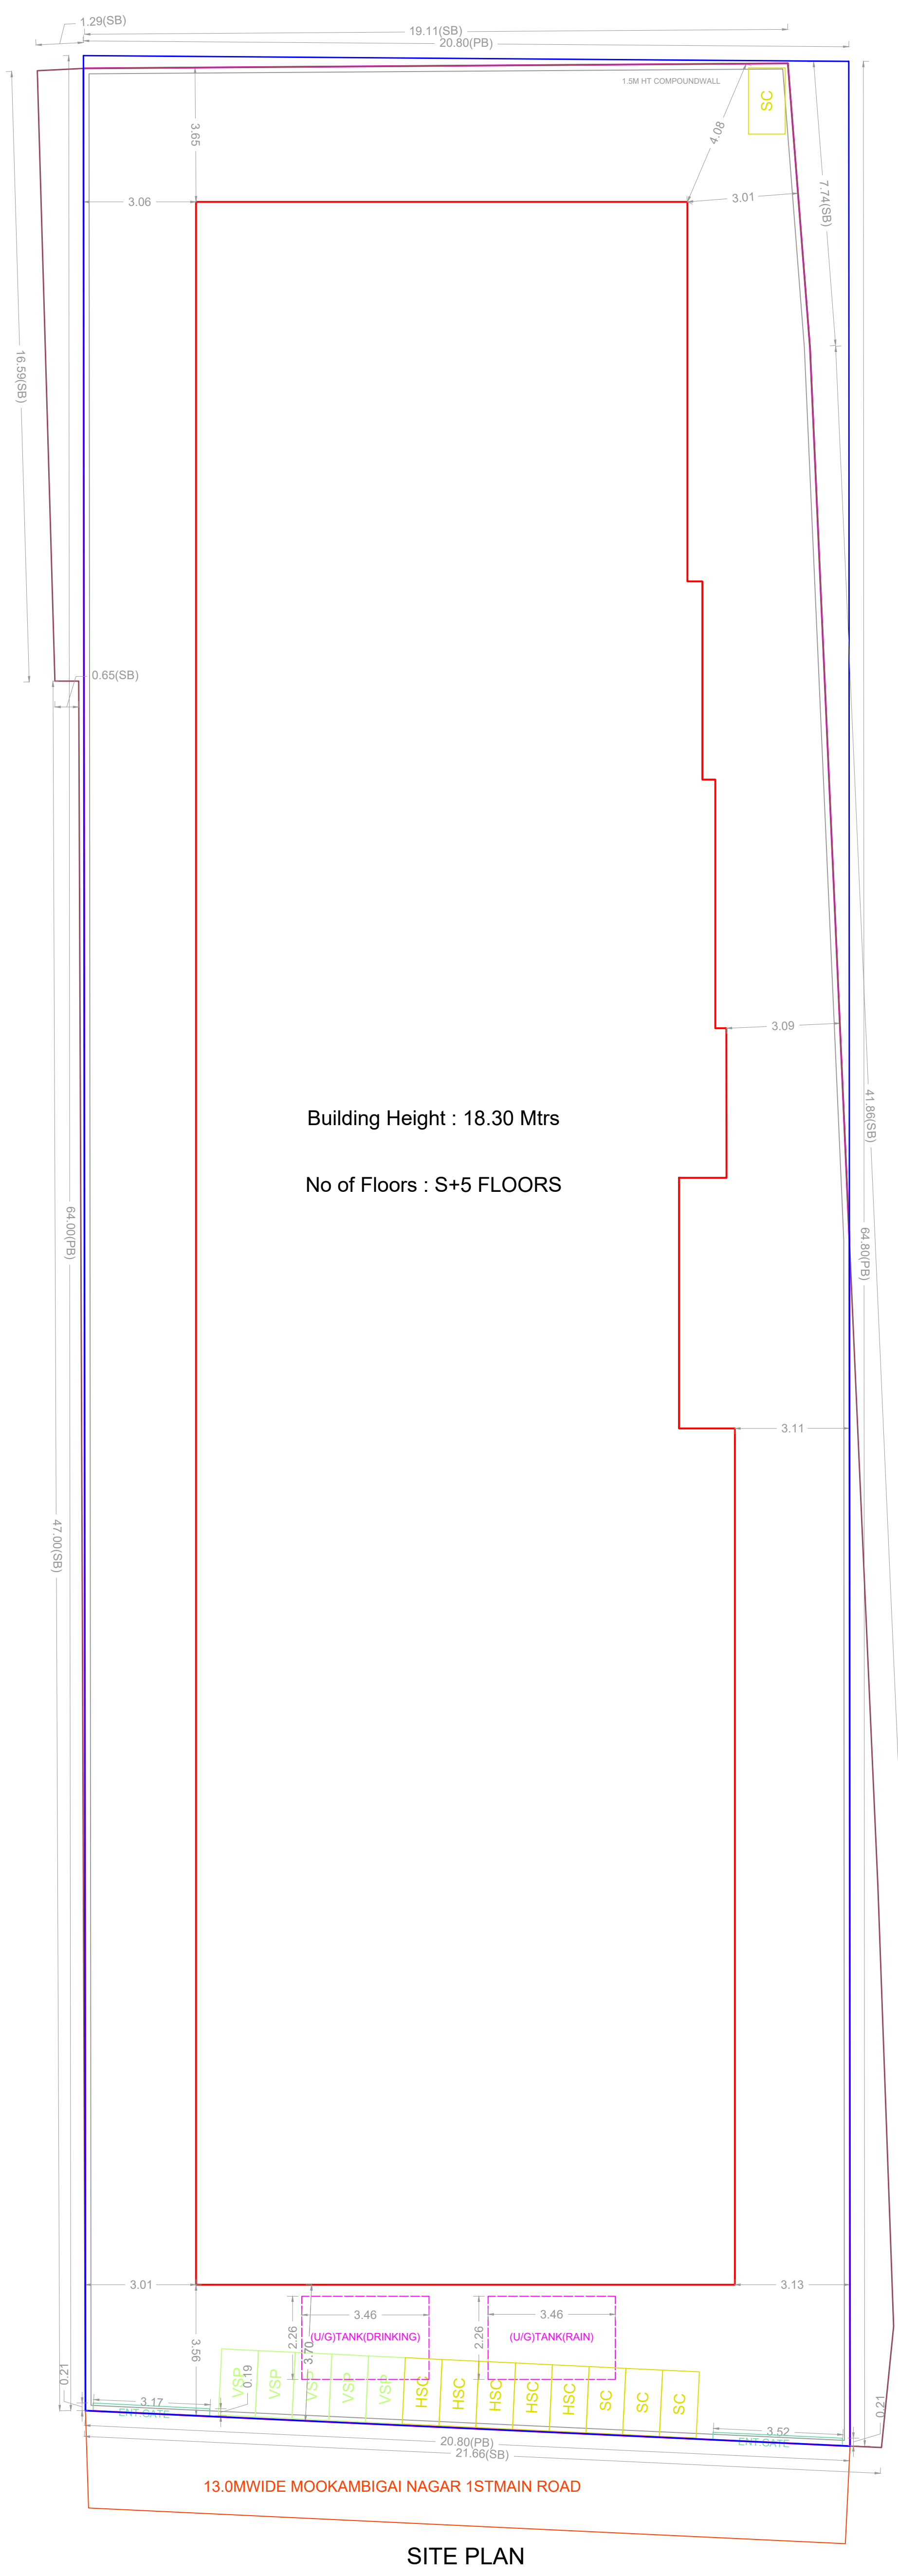 1.29(SB)
19.11(SB)
20.80(PB)
1.5M HT COMPOUNDWALL
SC
3.65
4.08
3.06
3.01
7.74(SB)
16.59(SB)
0.65(SB)
3.09
Building Height : 18.30 Mtrs
41.86(SB)
No of Floors : S+5 FLOORS
64.00(PB)
64.80(PB)
3.11
47.00(SB)
3.01
3.13
3.46
3.46
2.26
2.26
(U/G)TANK(DRINKING)
(U/G)TANK(RAIN)
3.56
3.70
0.21
0.19
VSP
VSP
VSP
VSP
VSP
HSC
HSC
HSC
HSC
HSC
SC
SC
SC
0.21
3.17
ENT.GATE
3.52
ENT.GATE
20.80(PB)
21.66(SB)
13.0MWIDE MOOKAMBIGAI NAGAR 1STMAIN ROAD
SITE PLAN